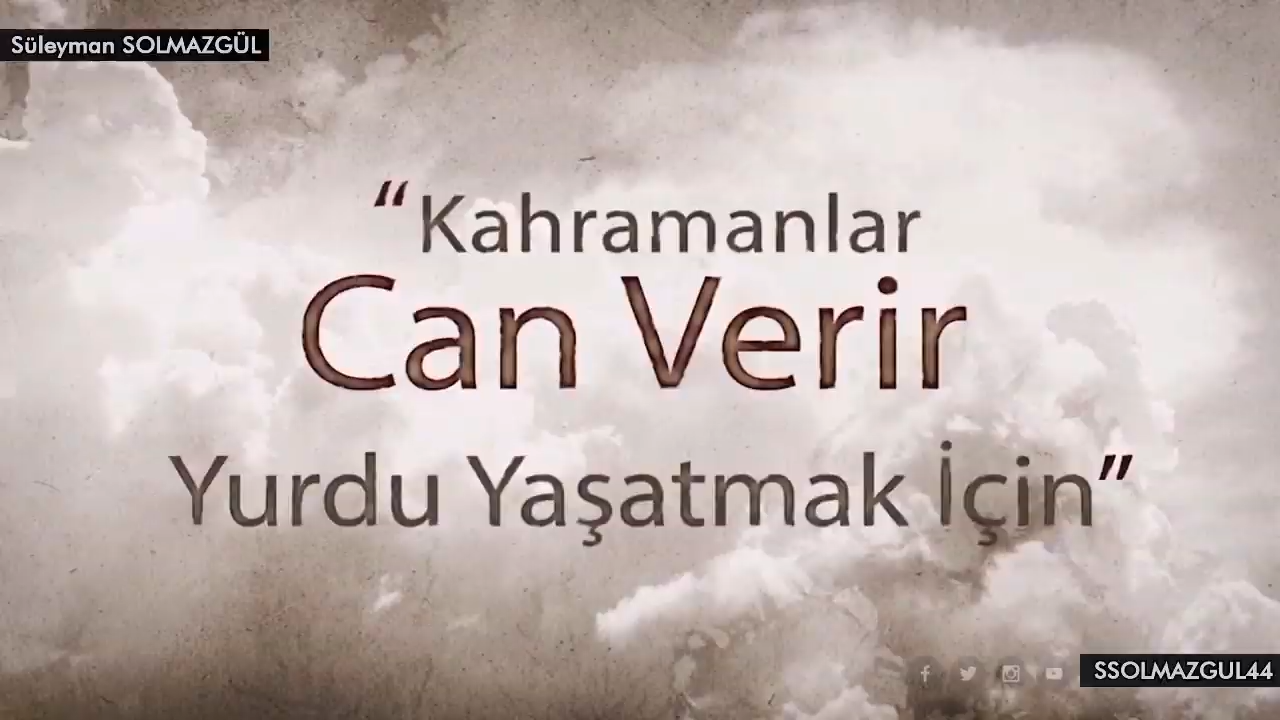 Süleyman SOLMAZGÜL
“Kahramanlar
Can Verir
Yurdu Yaşatmak İçin”
SSOLMAZGUL44